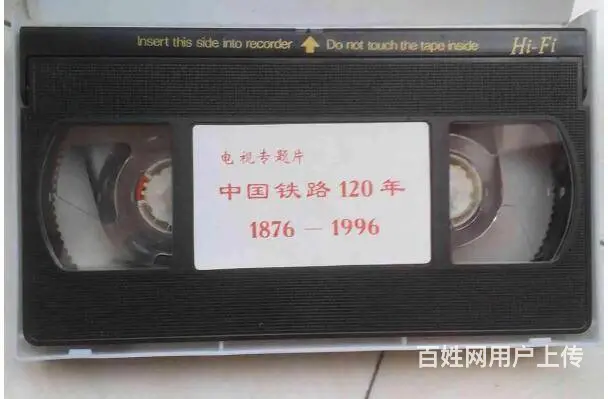 Insert this side into recorder Do not touch the tape inside Hi-Fi
电视专题片
中国铁路120年
1876—1996
百姓网用户上传